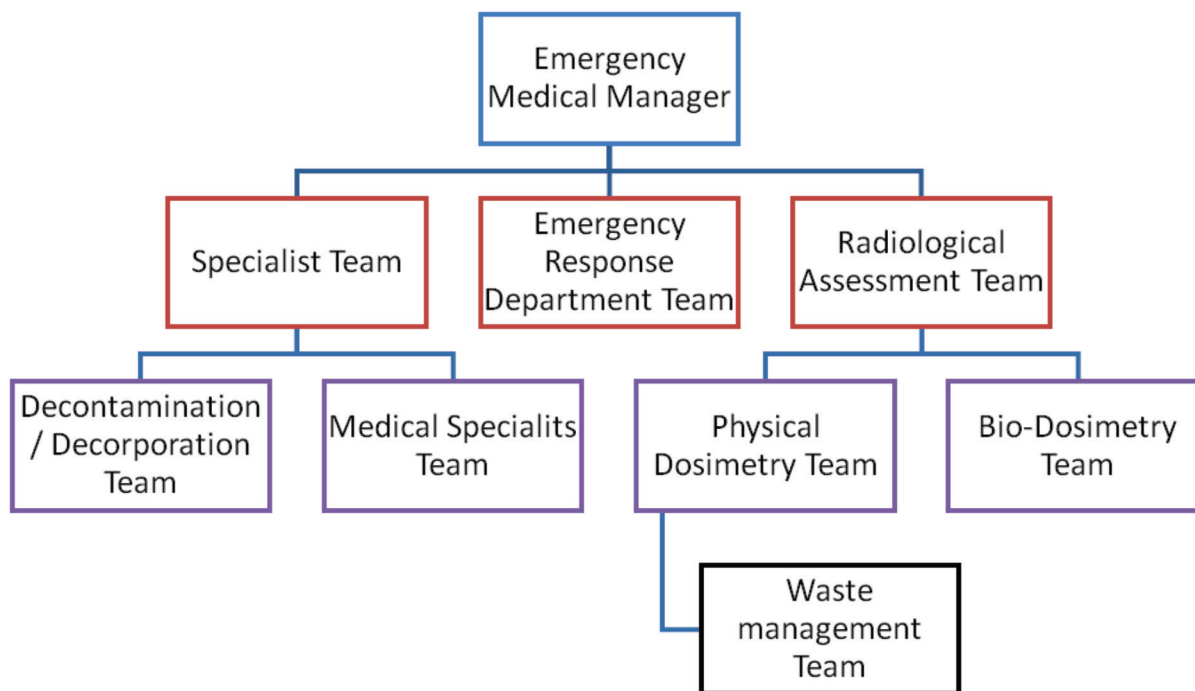 Emergency
Medical Manager
Specialist Team
Emergency
Response
Department Team
Radiological
Assessment Team
Decontamination
/ Decorporation
Team
Medical Specialits
Team
Physical
Dosimetry Team
Bio-Dosimetry
Team
Waste
management
Team